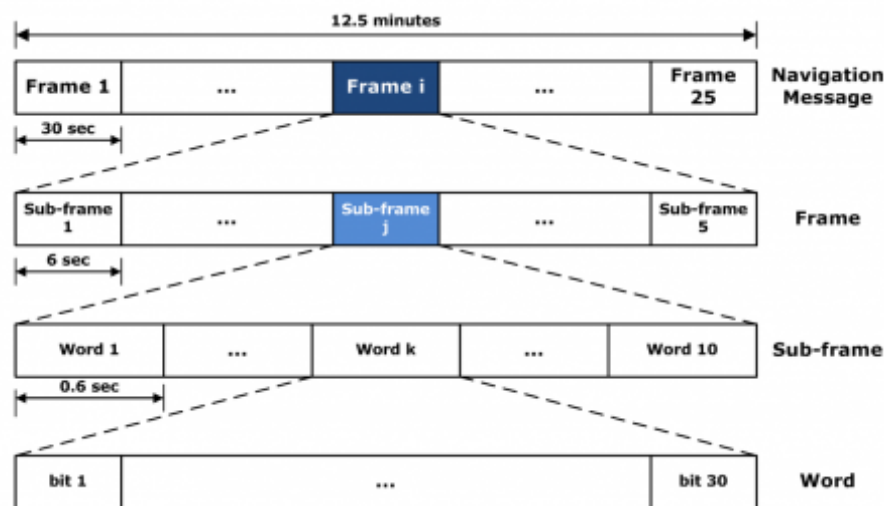 12.5 minutes
Frame 1
...
Frame i
...
Frame
25
Navigation
Message
30 sec
Sub-frame
1
...
Sub-frame
j
...
Sub-frame
5
Frame
6 sec
Word 1
...
Word k
...
Word 10
Sub-frame
0.6 sec
bit 1
...
bit 30
Word